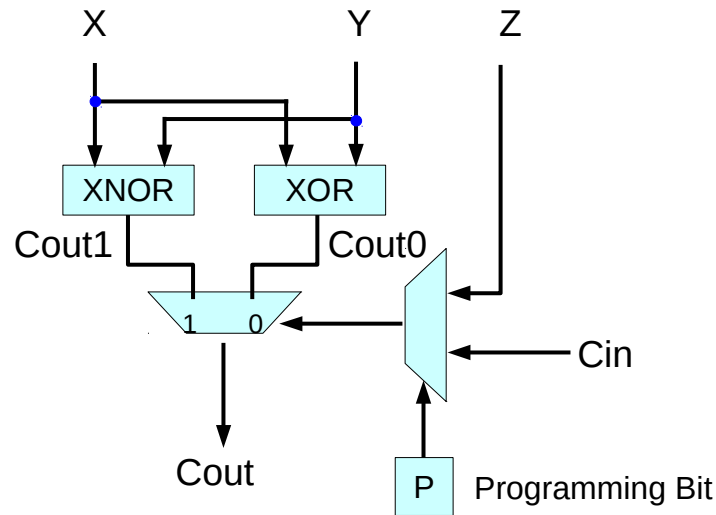 X Y Z
XNOR XOR
Cout1 Cout0
1 0
Cin
Cout
P Programming Bit